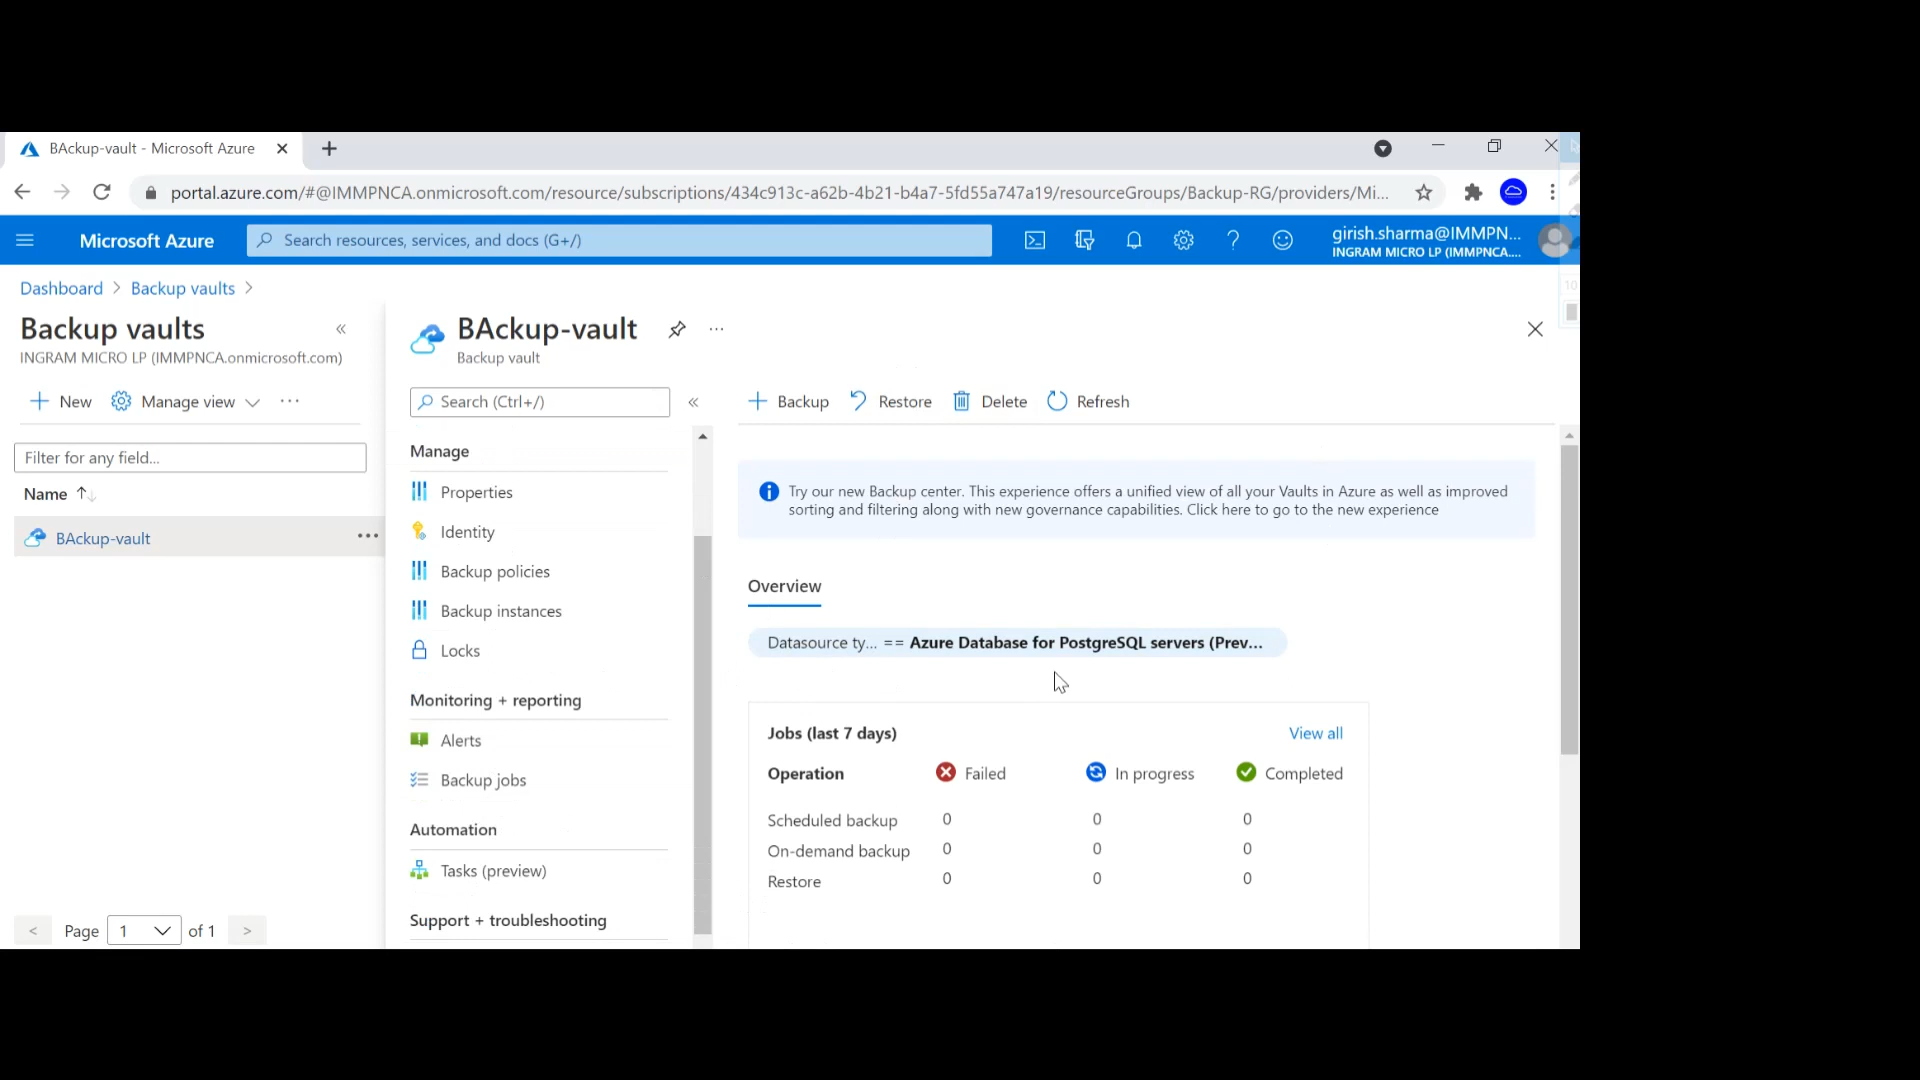 BAckup-vault - Microsoft Azure
portal.azure.com/#@IMMPNCA.onmicrosoft.com/resource/subscriptions/434c913c-a62b-4b21-b4a7-5fd55a747a19/resourceGroups/Backup-RG/providers/Mi...
Microsoft Azure
Search resources, services, and docs (G+/)
girish.sharma@IMMPN...
INGRAM MICRO LP (IMMPNCA....
Dashboard > Backup vaults >
Backup vaults
INGRAM MICRO LP (IMMPNCA.onmicrosoft.com)
New
Manage view
Filter for any field...
Name
BAckup-vault
Page 1 of 1
BAckup-vault
Backup vault
Search (Ctrl+/)
Manage
Properties
Identity
Backup policies
Backup instances
Locks
Monitoring + reporting
Alerts
Backup jobs
Automation
Tasks (preview)
Support + troubleshooting
Backup
Restore
Delete
Refresh
Try our new Backup center. This experience offers a unified view of all your Vaults in Azure as well as improved
sorting and filtering along with new governance capabilities. Click here to go to the new experience
Overview
Datasource ty... == Azure Database for PostgreSQL servers (Prev...
Jobs (last 7 days) View all
Operation Failed In progress Completed
Scheduled backup 0 0 0
On-demand backup 0 0 0
Restore 0 0 0
10